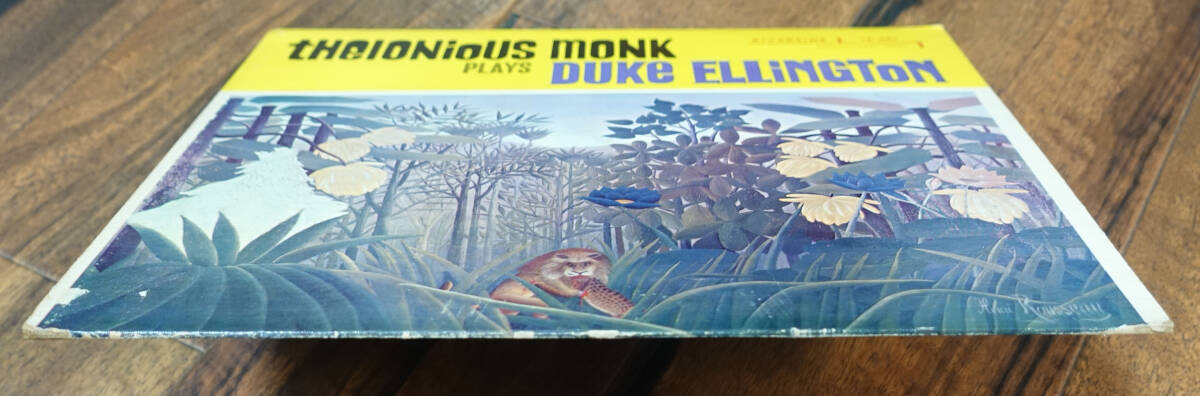 THELONiOUS MONK
PLAYS DUKe ELLiNGToN
RIVERSIDE
Henri Rousseau